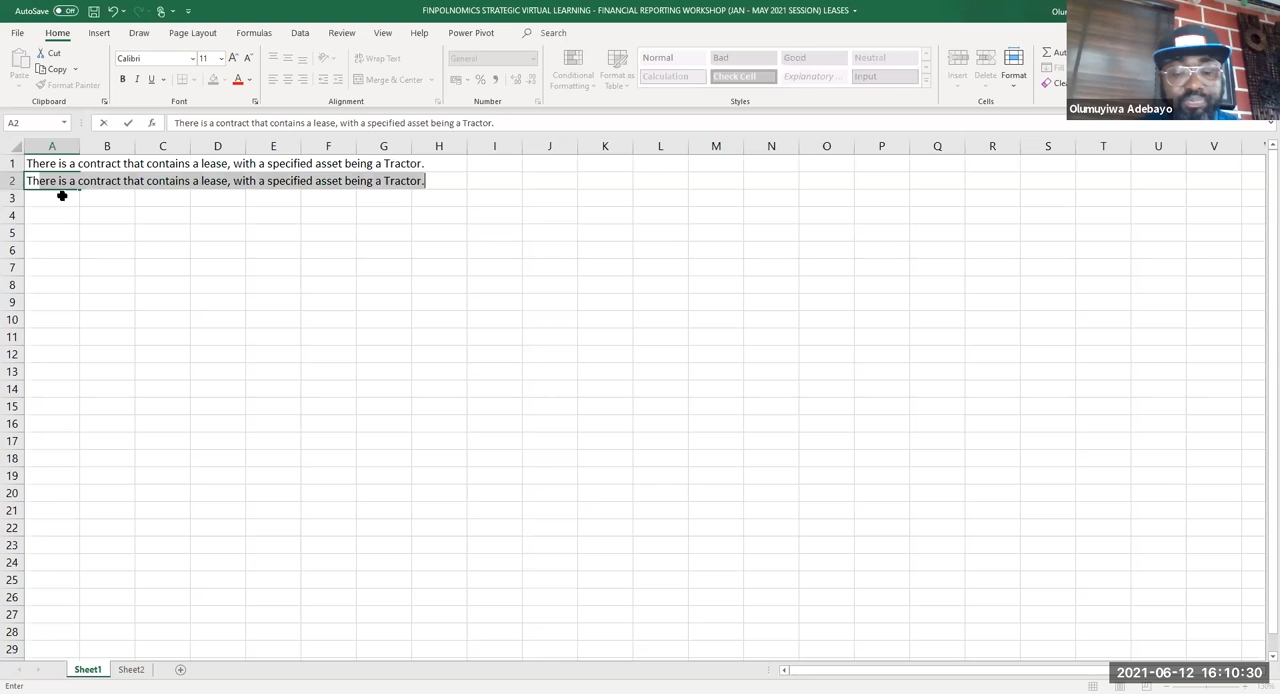 AutoSave Off
FINPOLNOMICS STRATEGIC VIRTUAL LEARNING - FINANCIAL REPORTING WORKSHOP (JAN - MAY 2021 SESSION) LEASES
File Home Insert Draw Page Layout Formulas Data Review View Help Power Pivot Search
Paste
Cut
Copy
Format Painter
Clipboard
Calibri 11
B I U
Font
Wrap Text
Merge & Center
Alignment
General
Number
Conditional Formatting
Format as Table
Normal Bad Good Neutral
Calculation Check Cell Explanatory ... Input
Styles
Insert Delete Format
Cells
Olumuyiwa Adebayo
A2
fx
There is a contract that contains a lease, with a specified asset being a Tractor.
A B C D E F G H I J K L M N O P Q R S T U V
1 There is a contract that contains a lease, with a specified asset being a Tractor.
2 There is a contract that contains a lease, with a specified asset being a Tractor.
3
4
5
6
7
8
9
10
11
12
13
14
15
16
17
18
19
20
21
22
23
24
25
26
27
28
29
Sheet1 Sheet2
2021-06-12 16:10:30
Enter